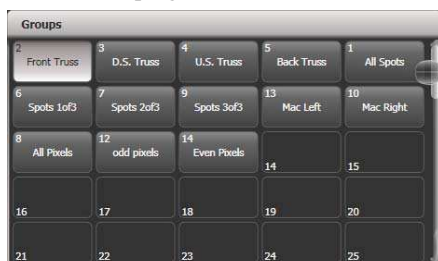 Groups
2 3 4 5 1
Front Truss D.S. Truss U.S. Truss Back Truss All Spots
6 7 9 13 10
Spots 1of3 Spots 2of3 Spots 3of3 Mac Left Mac Right
8 12 14
All Pixels odd pixels Even Pixels
14 15
16 17 18 19 20
21 22 23 24 25